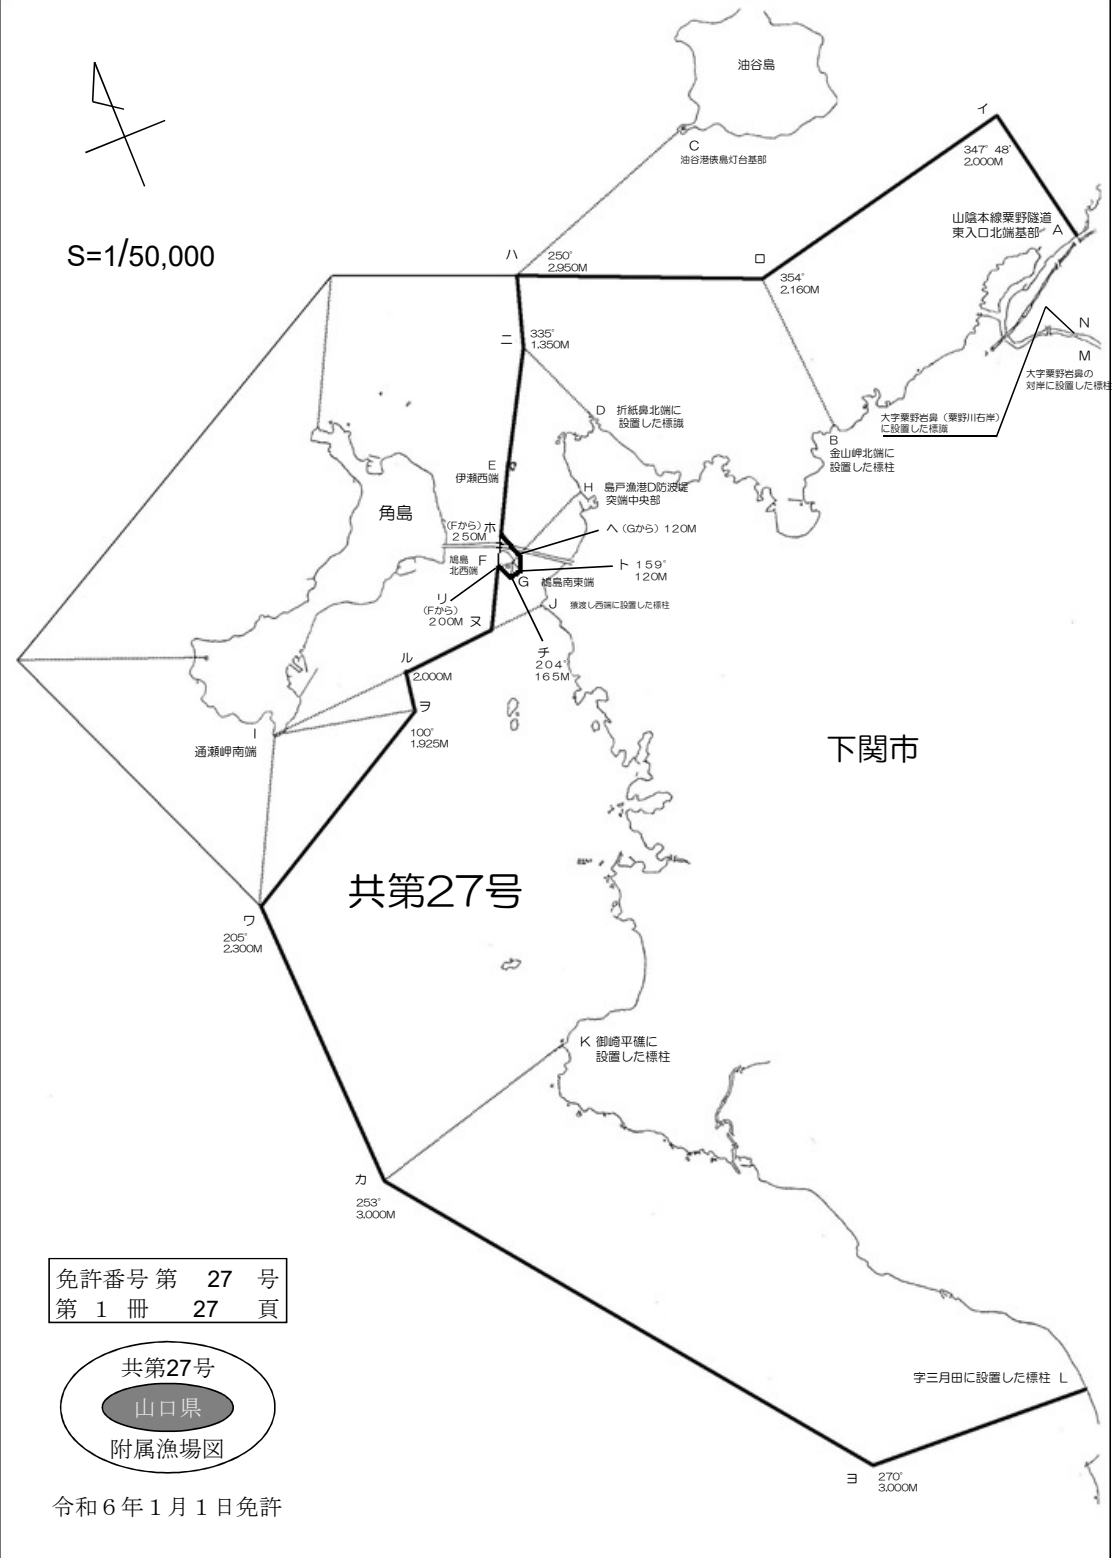 油谷島
C
油谷港俵島灯台基部
イ
347° 48′
2.000M
山陰本線粟野隧道
東入口北端基部
A
S=1/50,000
ハ
250°
2.950M
ロ
354°
2.160M
ニ
335°
1.350M
N
M
大字粟野岩鼻の
対岸に設置した標柱
大字粟野岩鼻（粟野川右岸）
に設置した標識
D 折紙鼻北端に
設置した標識
B
金山岬北端に
設置した標柱
E
伊瀬西端
H 島戸漁港D防波堤
突端中央部
角島
(Fから)
250M
ホ
ヘ (Gから) 120M
鳩島
北西端
F
ト 159°
120M
G 鳩島南東端
リ
(Fから)
200M
ヌ
J 猿渡し西端に設置した標柱
チ
204°
165M
ル
2.000M
ヲ
100°
1.925M
I
通瀬岬南端
下関市
共第27号
ワ
205°
2.300M
K 御崎平礁に
設置した標柱
カ
253°
3.000M
免許番号 第 27 号
第 1 冊 27 頁
共第27号
山口県
附属漁場図
令和６年１月１日免許
字三月田に設置した標柱 L
ヨ
270°
3.000M